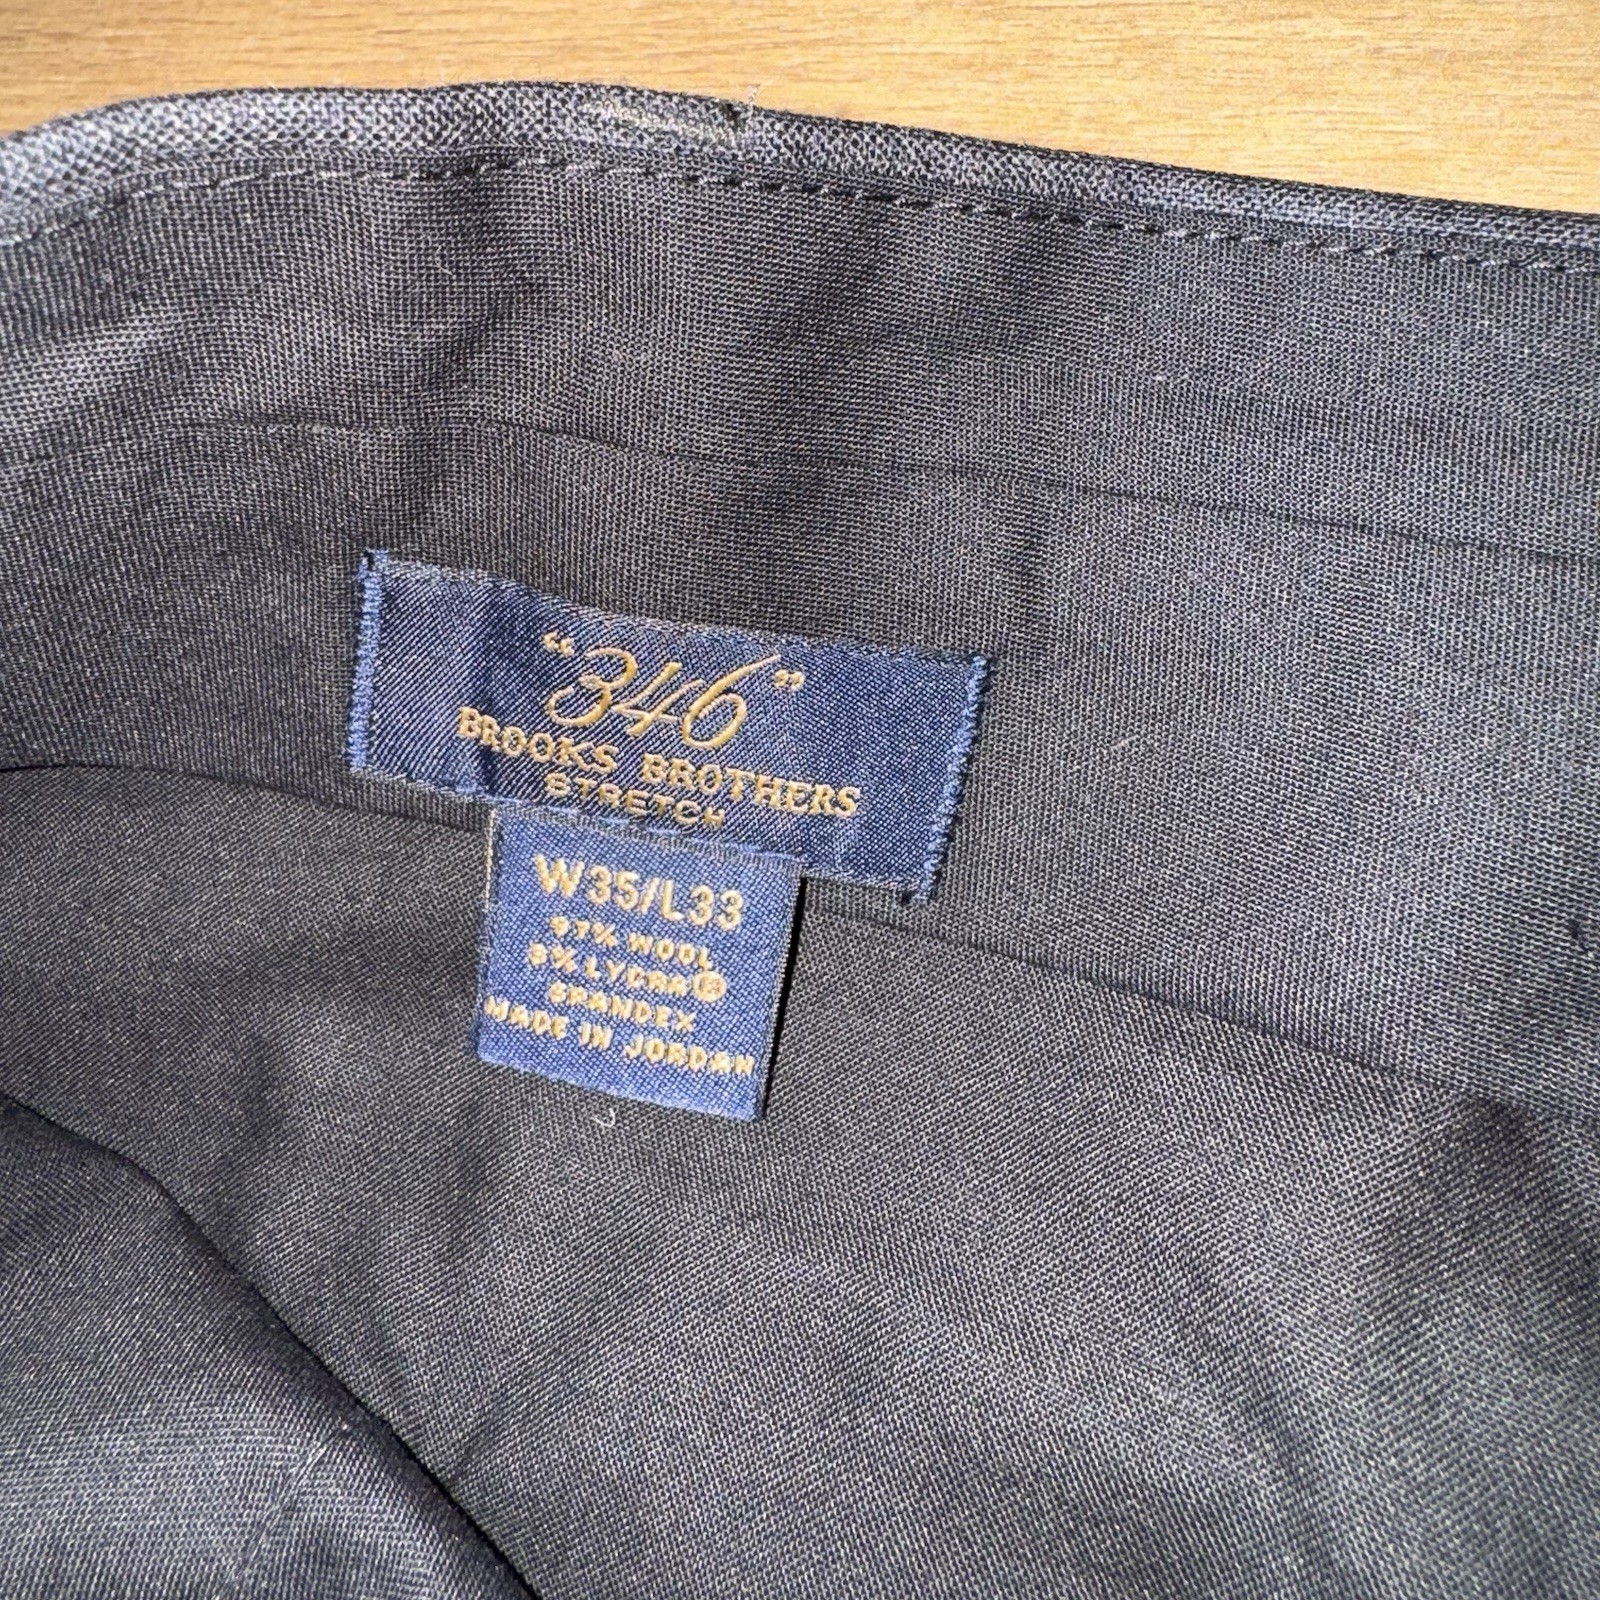 "346"
BROOKS BROTHERS
STRETCH
W35/L33
97% WOOL
3% LYCRA®
SPANDEX
MADE IN JORDAN